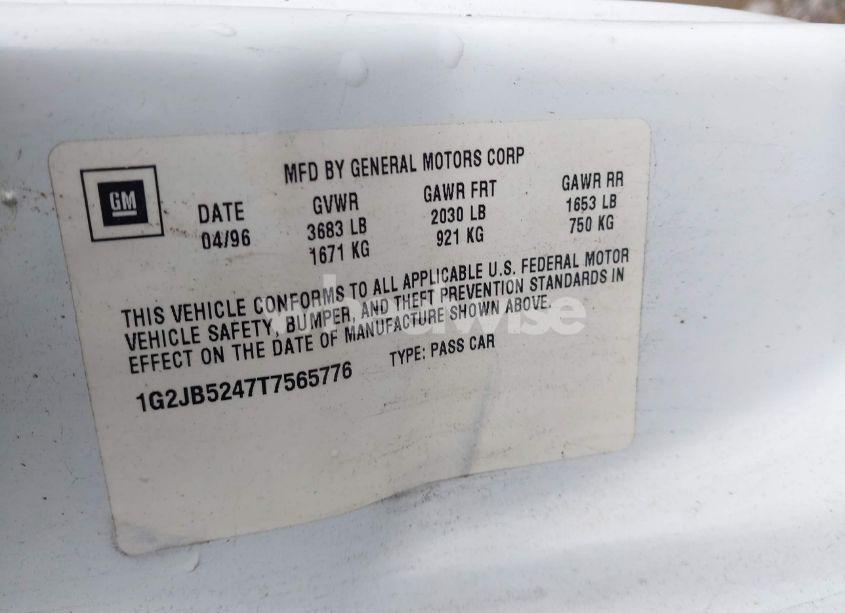 MFD BY GENERAL MOTORS CORP
GM
DATE GVWR GAWR FRT GAWR RR
04/96 3683 LB 2030 LB 1653 LB
1671 KG 921 KG 750 KG
THIS VEHICLE CONFORMS TO ALL APPLICABLE U.S. FEDERAL MOTOR
VEHICLE SAFETY, BUMPER, AND THEFT PREVENTION STANDARDS IN
EFFECT ON THE DATE OF MANUFACTURE SHOWN ABOVE.
1G2JB5247T7565776 TYPE: PASS CAR